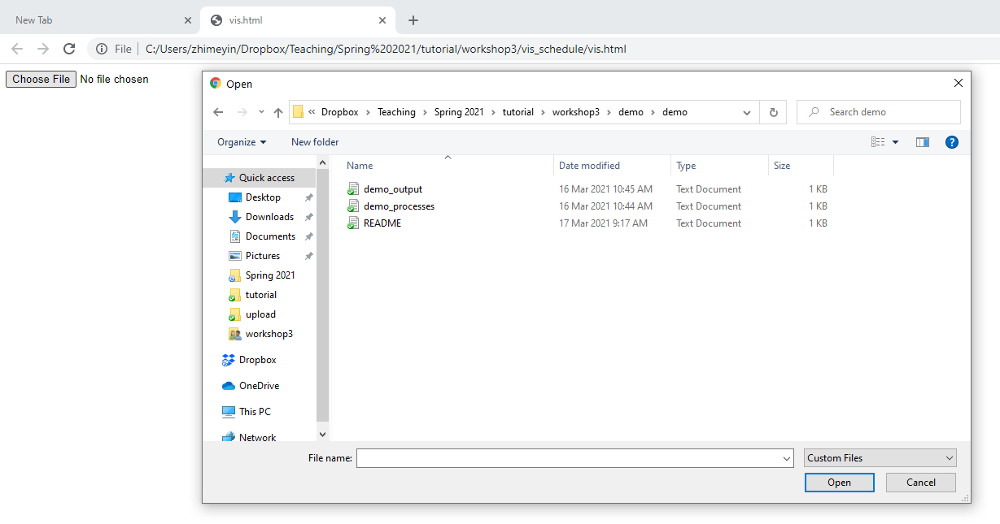 New Tab
vis.html
File C:/Users/zhimeyin/Dropbox/Teaching/Spring%202021/tutorial/workshop3/vis_schedule/vis.html
Choose File No file chosen
Open
« Dropbox › Teaching › Spring 2021 › tutorial › workshop3 › demo › demo
Search demo
Organize New folder
Quick access
Desktop
Downloads
Documents
Pictures
Spring 2021
tutorial
upload
workshop3
Dropbox
OneDrive
This PC
Network
Name Date modified Type Size
demo_output 16 Mar 2021 10:45 AM Text Document 1 KB
demo_processes 16 Mar 2021 10:44 AM Text Document 1 KB
README 17 Mar 2021 9:17 AM Text Document 1 KB
File name: Custom Files
Open Cancel